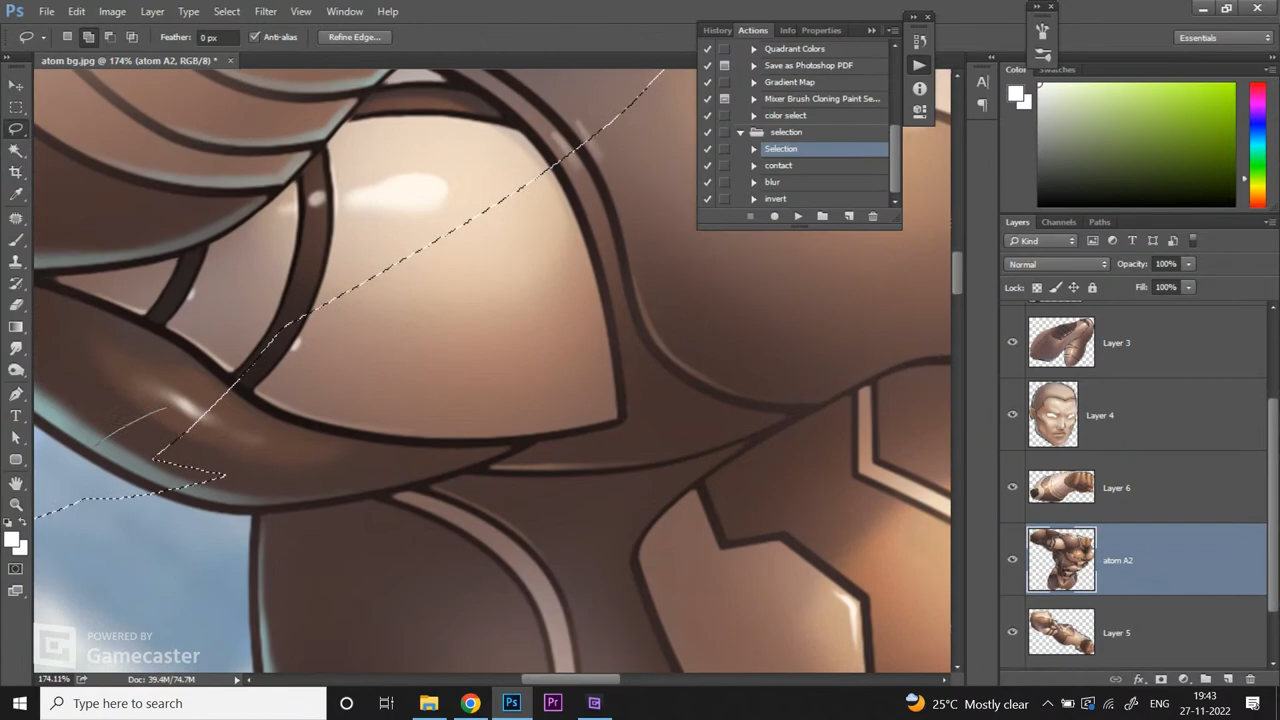 Ps File Edit Image Layer Type Select Filter 3D View Window Help
Feather: 0 px Anti-alias Refine Edge... Essentials
atom bg.jpg @ 174% (atom A2, RGB/8) *
History Actions Info Properties
Quadrant Colors
Save as Photoshop PDF
Gradient Map
Mixer Brush Cloning Paint Se...
color select
selection
Selection
contact
blur
invert
Color Swatches
Layers Channels Paths
Kind
Normal Opacity: 100%
Lock: Fill: 100%
Layer 3
Layer 4
Layer 6
atom A2
Layer 5
POWERED BY
Gamecaster
174.11% Doc: 39.4M/74.7M
Type here to search
Ps Pr
25°C Mostly clear ENG 19:43
27-11-2022